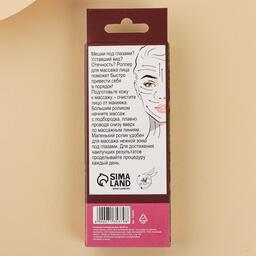 Мешки под глазами?
Уставший вид?
Отечность? Роллер
для массажа лица
поможет быстро
привести себя
в порядок!
Подготовьте кожу
к массажу – очистите
лицо от макияжа.
Большим роликом
начните массаж
с подбородка, плавно
проводя снизу вверх
по массажным линиям.
Маленький ролик удобен
для массажа нежной зоны
под глазами. Для достижения
наилучших результатов
проделывайте процедуру
каждый день.
SIMA
LAND